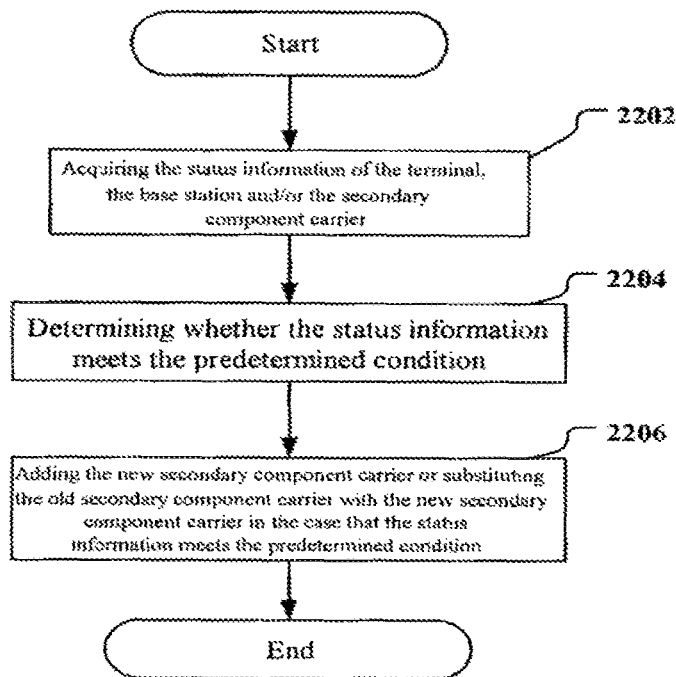 Start
2202
Acquiring the status information of the terminal,
the base station and/or the secondary
component carrier
2204
Determining whether the status information
meets the predetermined condition
2206
Adding the new secondary component carrier or substituting
the old secondary component carrier with the new secondary
component carrier in the case that the status
information meets the predetermined condition
End